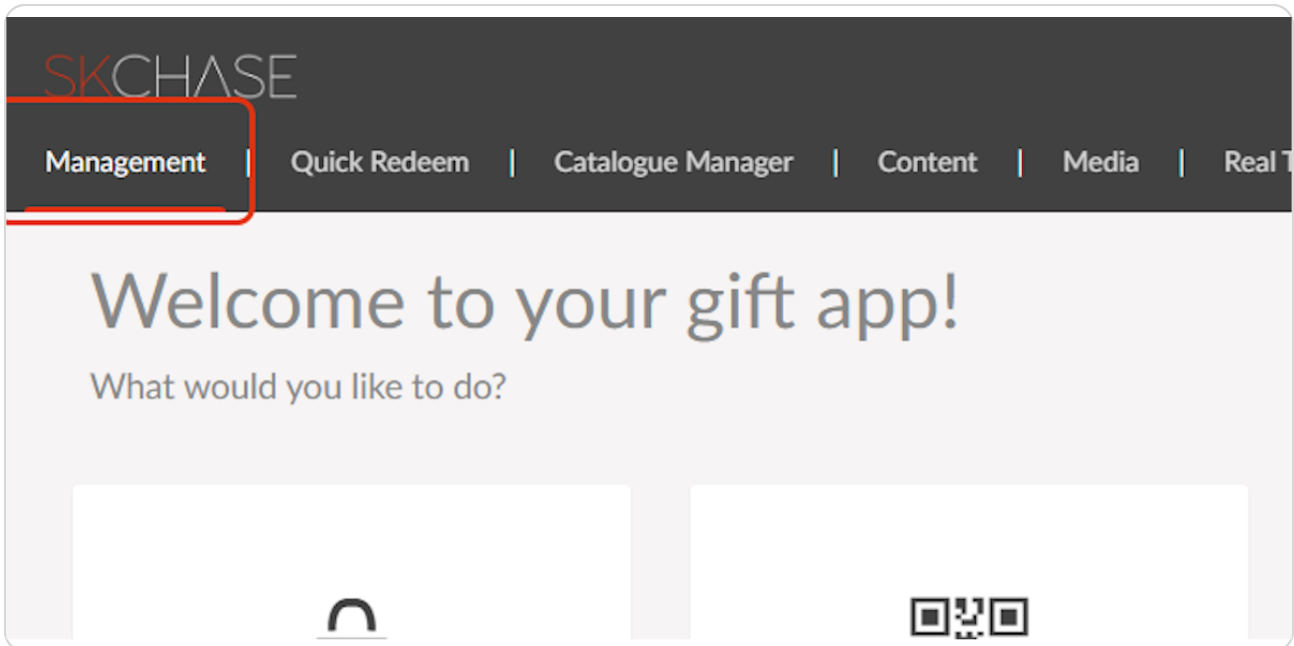 SKCHASE
Management | Quick Redeem | Catalogue Manager | Content | Media | Real
Welcome to your gift app!
What would you like to do?